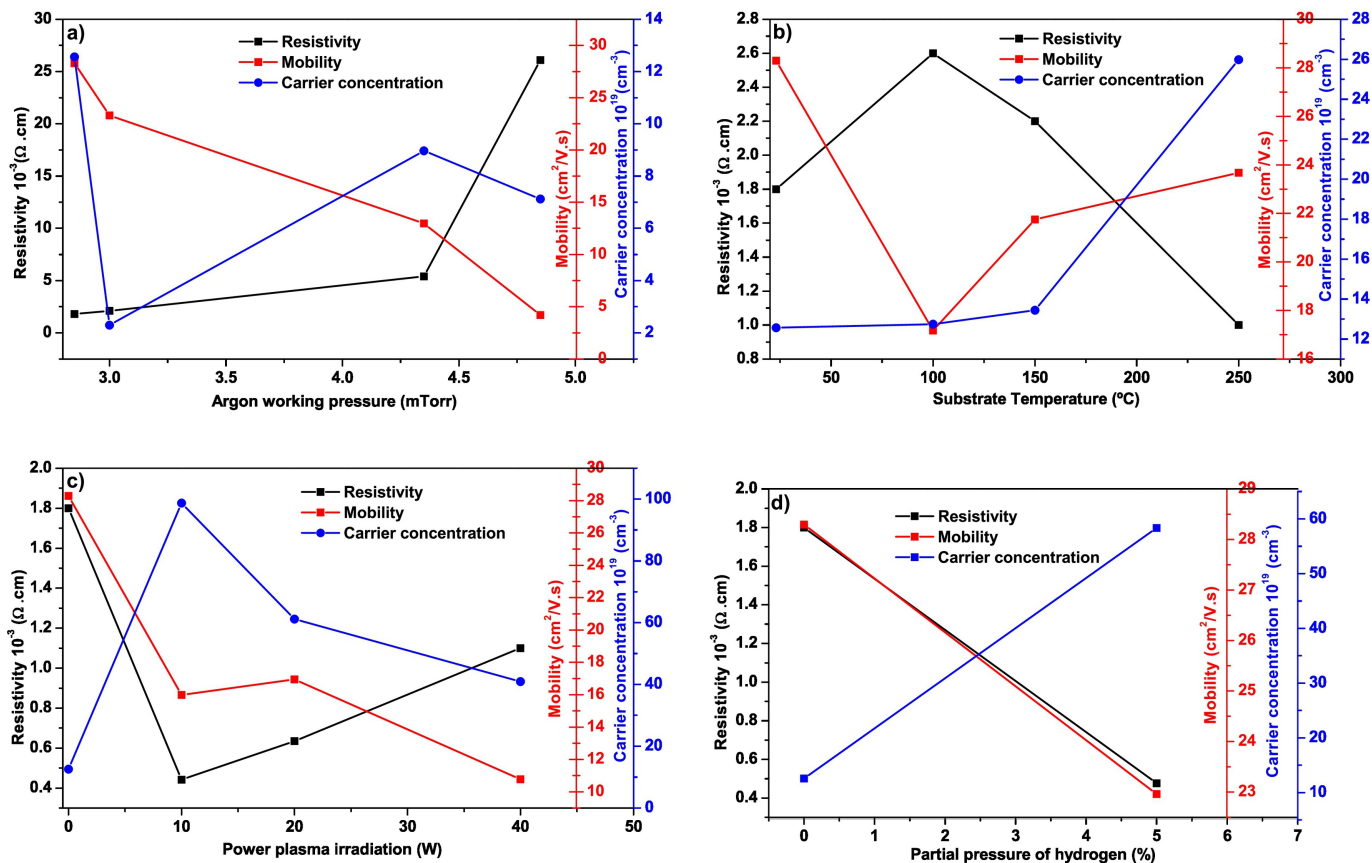 a)
Resistivity
Mobility
Carrier concentration
30
25
20
15
10
5
0
Resistivity 10⁻³ (Ω .cm)
3.0 3.5 4.0 4.5 5.0
Argon working pressure (mTorr)
30
25
20
15
10
5
0
Mobility (cm²/V.s)
14
12
10
8
6
4
2
1
Carrier concentration 10¹⁹ (cm⁻³)
b)
Resistivity
Mobility
Carrier concentration
2.8
2.6
2.4
2.2
2.0
1.8
1.6
1.4
1.2
1.0
0.8
Resistivity 10⁻³ (Ω .cm)
50 100 150 200 250 300
Substrate Temperature (ºC)
30
28
26
24
22
21
18
16
Mobility (cm²/V.s)
28
26
24
22
20
18
16
14
12
Carrier concentration 10¹⁹ (cm⁻³)
c)
Resistivity
Mobility
Carrier concentration
2.0
1.8
1.6
1.4
1.2
1.0
0.8
0.6
0.4
Resistivity 10⁻³ (Ω .cm)
0 10 20 30 40 50
Power plasma irradiation (W)
30
28
26
24
22
21
18
16
14
12
10
Mobility (cm²/V.s)
100
80
60
40
20
10
0
Carrier concentration 10¹⁹ (cm⁻³)
d)
Resistivity
Mobility
Carrier concentration
2.0
1.8
1.6
1.4
1.2
1.0
0.8
0.6
0.4
Resistivity 10⁻³ (Ω .cm)
0 1 2 3 4 5 6 7
Partial pressure of hydrogen (%)
29
28
27
26
25
24
23
Mobility (cm²/V.s)
60
50
40
30
20
10
Carrier concentration 10¹⁹ (cm⁻³)